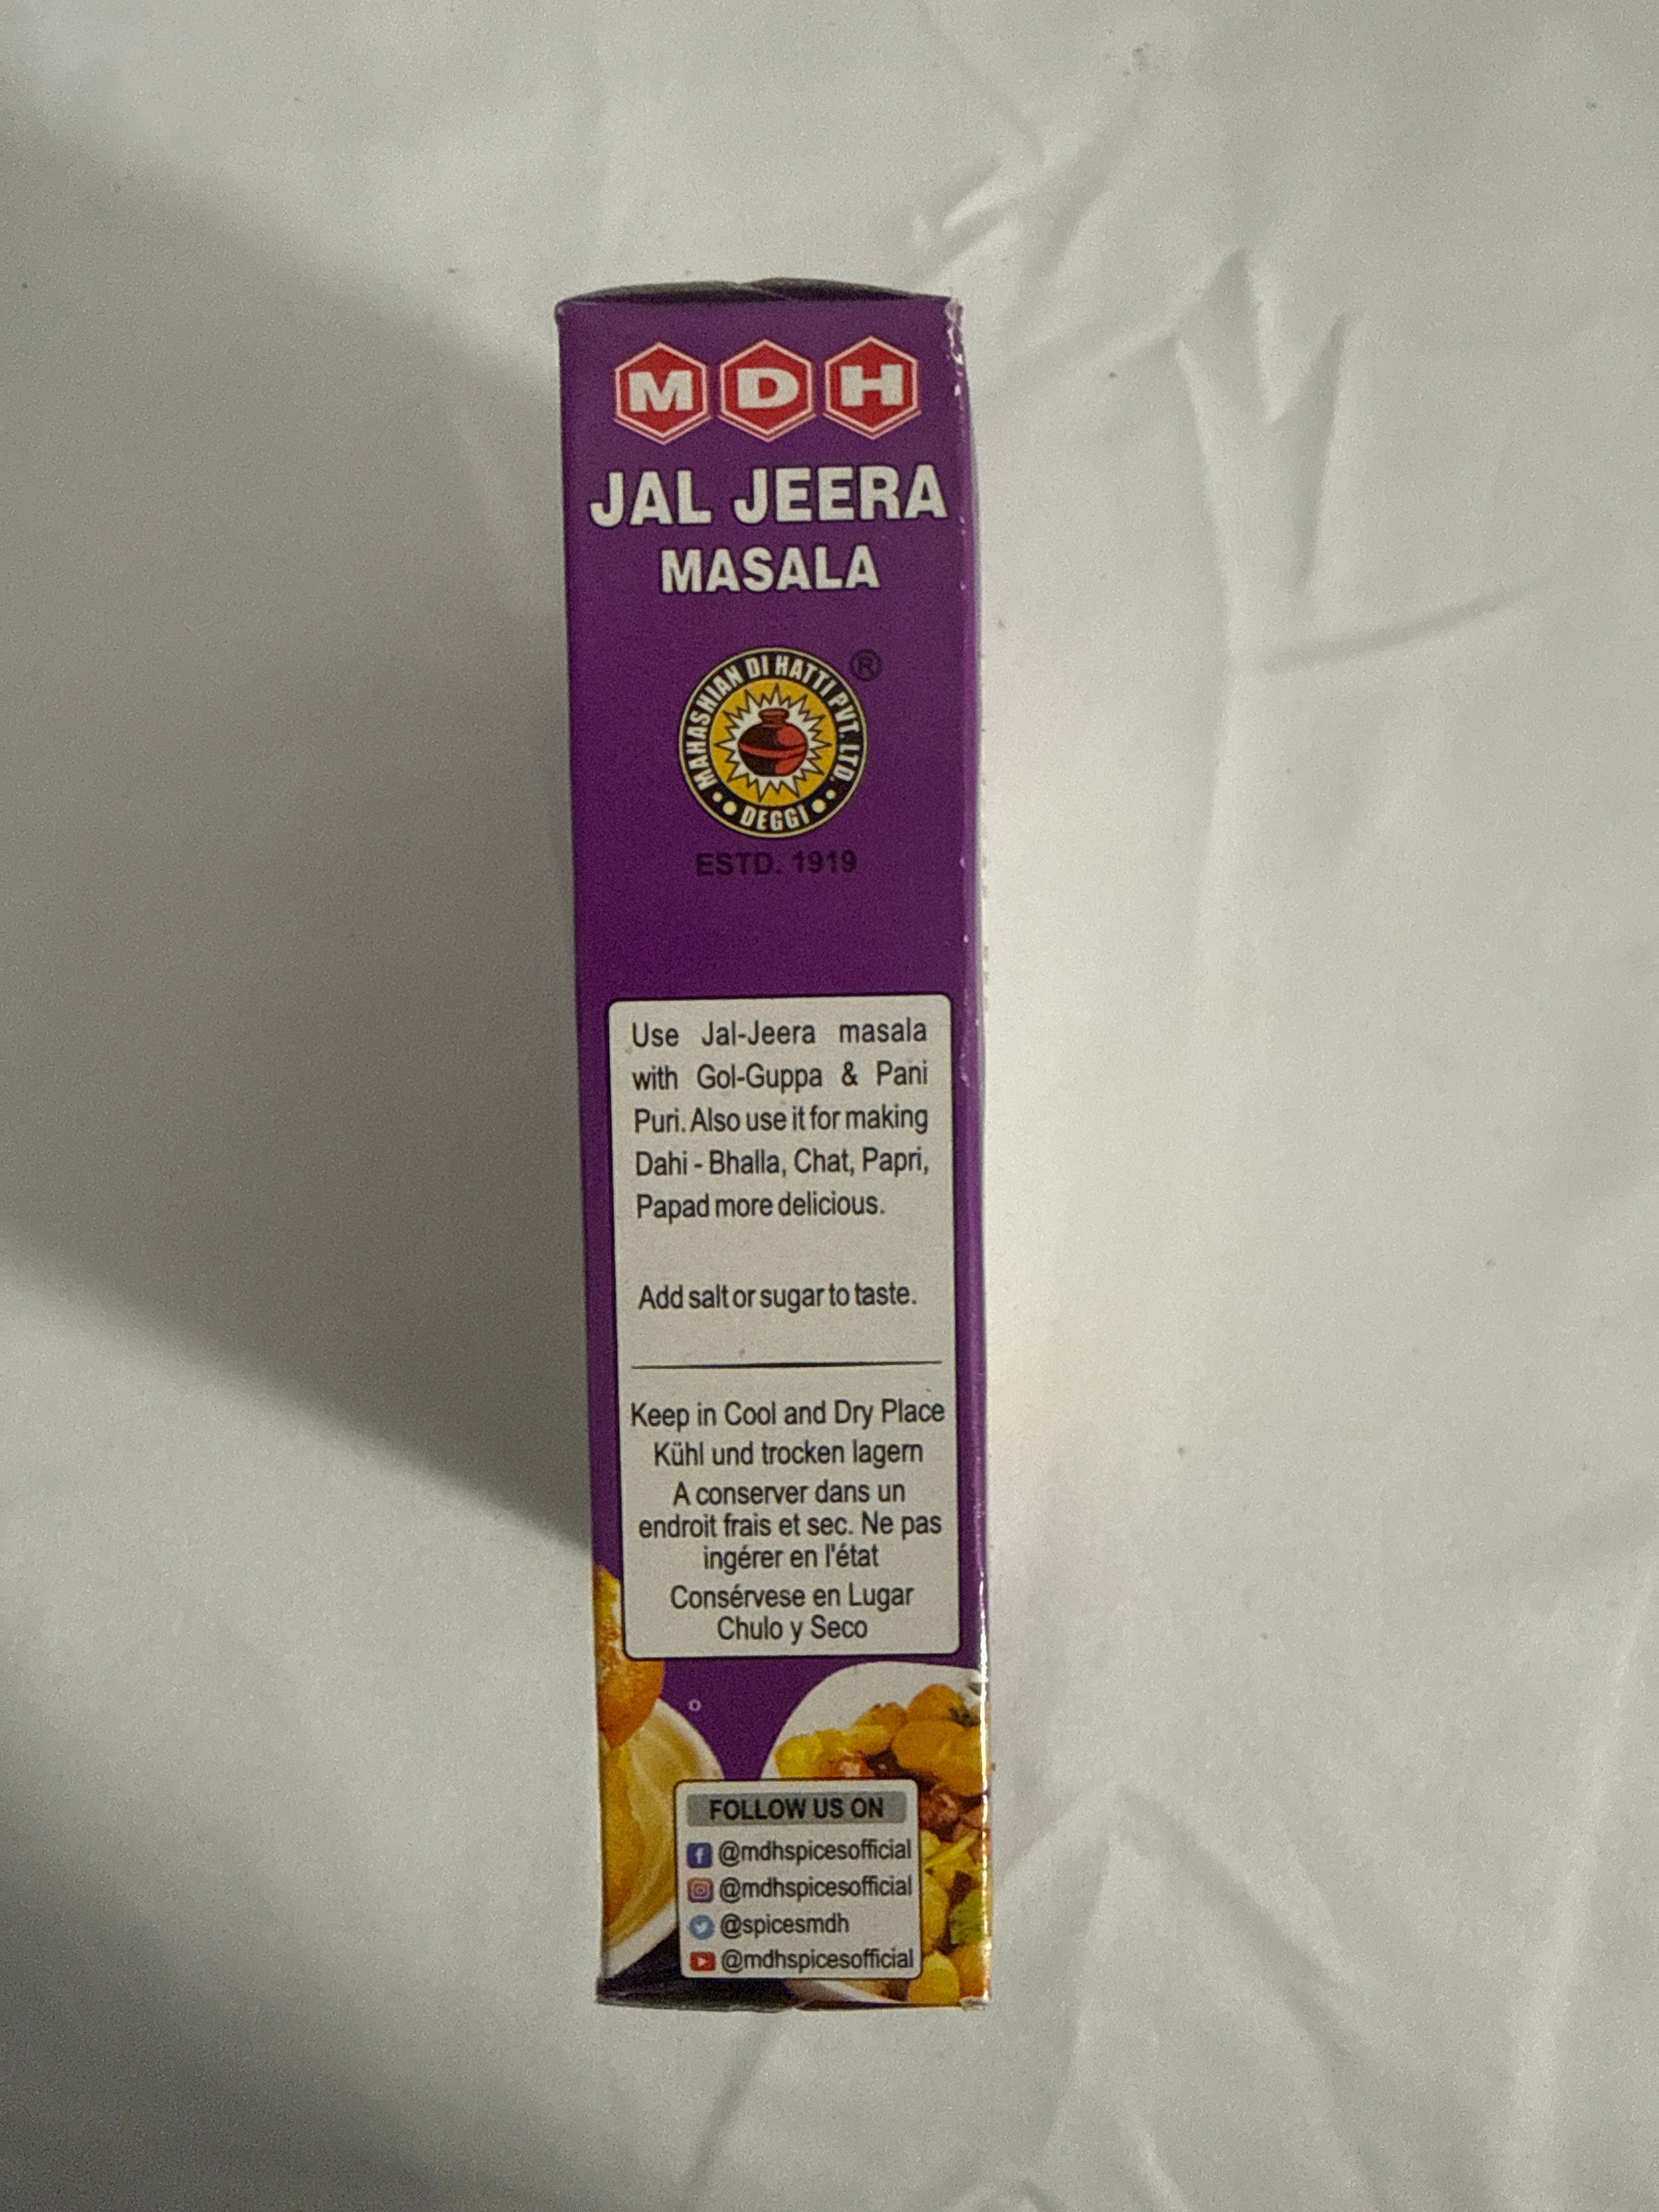 MDH
JAL JEERA
MASALA
MAHASHIAN DI HATTI PVT. LTD.
®
DEGGI
ESTD. 1919
Use Jal-Jeera masala
with Gol-Guppa & Pani
Puri. Also use it for making
Dahi - Bhalla, Chat, Papri,
Papad more delicious.
Add salt or sugar to taste.
Keep in Cool and Dry Place
Kühl und trocken lagern
A conserver dans un
endroit frais et sec. Ne pas
ingérer en l'état
Consérvese en Lugar
Chulo y Seco
FOLLOW US ON
@mdhspicesofficial
@mdhspicesofficial
@spicesmdh
@mdhspicesofficial